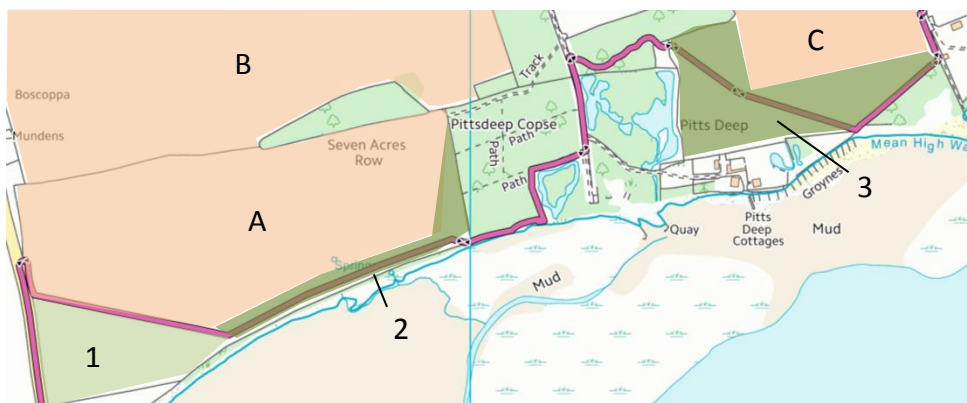 B
C
Boscoppa
Mundens
Track
Pittsdeep Copse
Path
Path
Path
Seven Acres
Row
Pitts Deep
Mean High Wa
3
Groynes
A
Quay
Pitts
Deep
Cottages
Mud
Mud
2
1